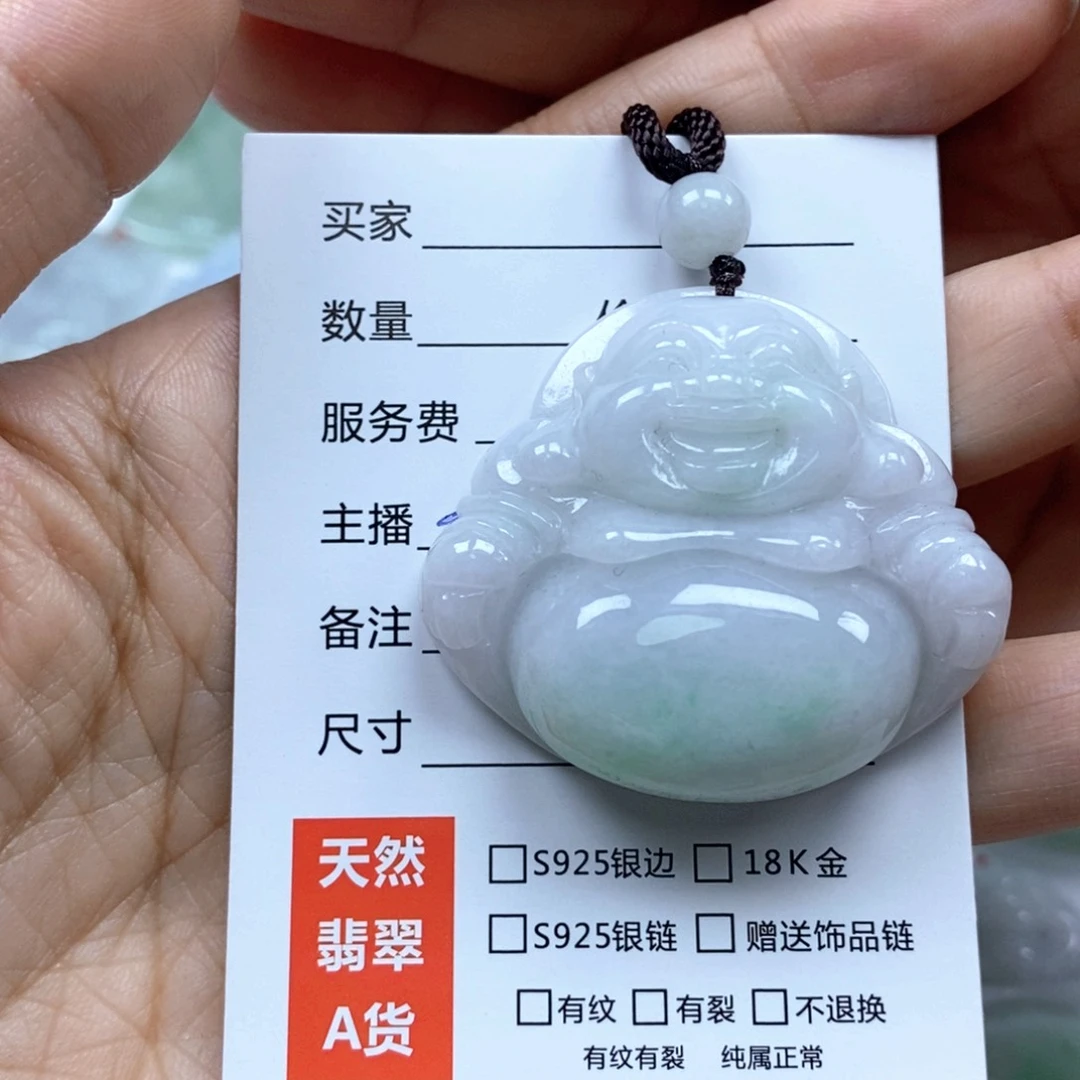 买家
数量
服务费
主播
备注
尺寸
天然
翡翠
A货
S925银边 18K金
S925银链 赠送饰品链
有纹 有裂 不退换
有纹有裂 纯属正常